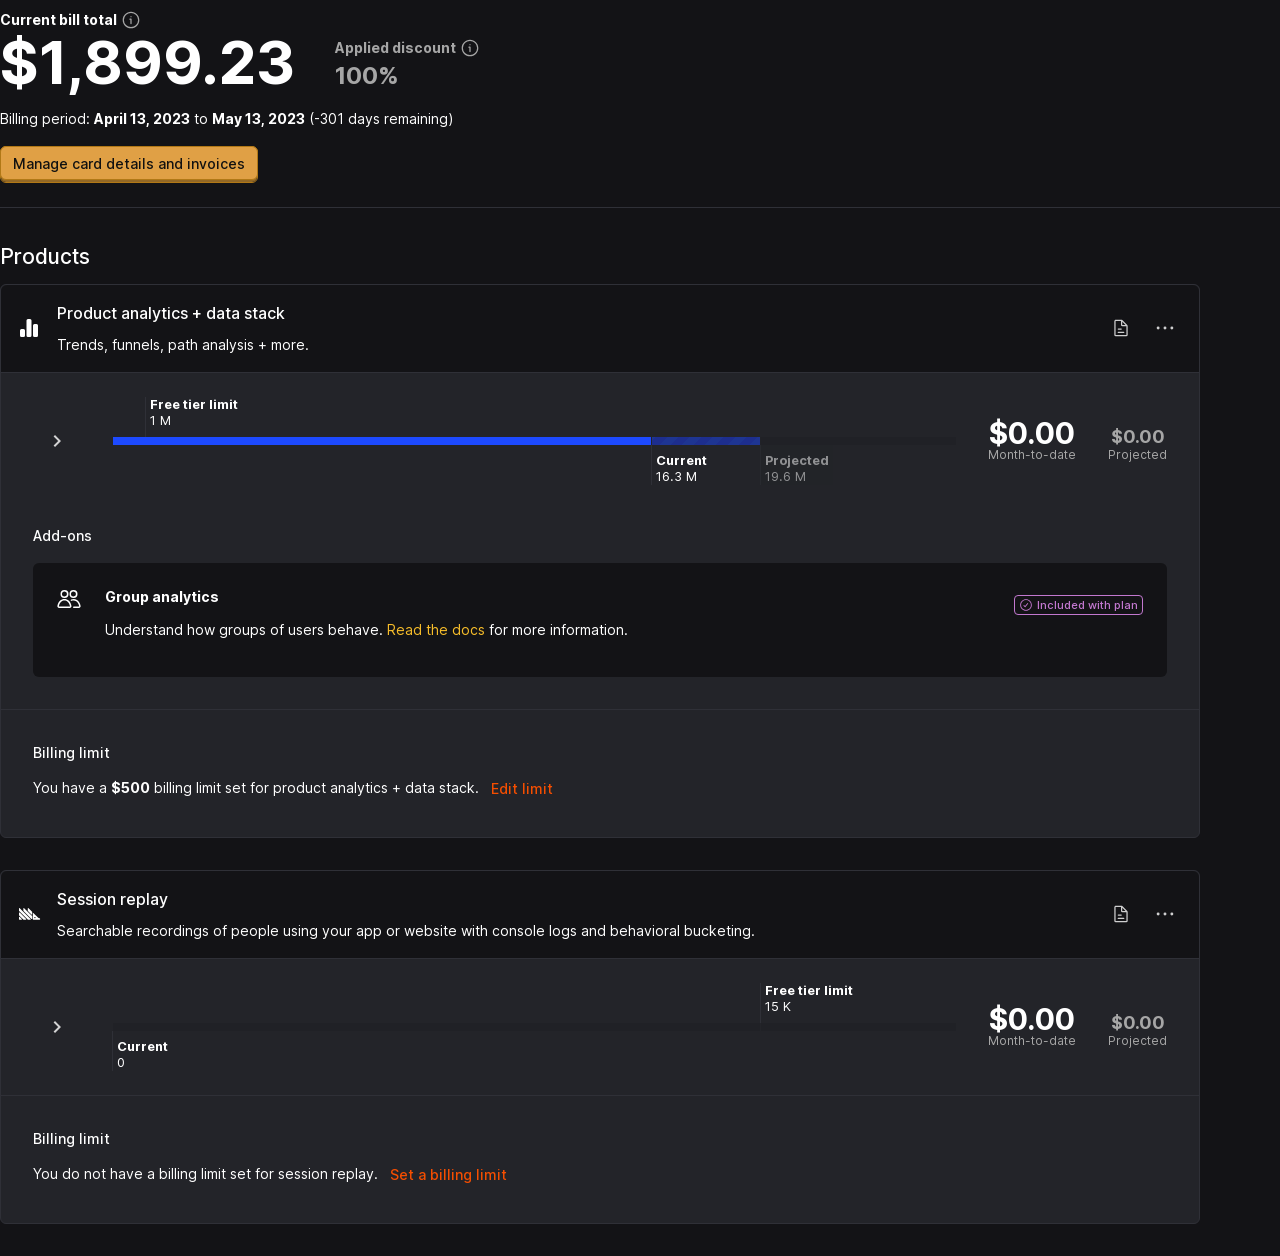 Current bill total
$1,899.23
Applied discount
100%
Billing period: April 13, 2023 to May 13, 2023 (-301 days remaining)
Manage card details and invoices
Products
Product analytics + data stack
Trends, funnels, path analysis + more.
Free tier limit
1 M
Current
16.3 M
Projected
19.6 M
$0.00
Month-to-date
$0.00
Projected
Add-ons
Group analytics
Included with plan
Understand how groups of users behave. Read the docs for more information.
Billing limit
You have a $500 billing limit set for product analytics + data stack. Edit limit
Session replay
Searchable recordings of people using your app or website with console logs and behavioral bucketing.
Free tier limit
15 K
Current
0
$0.00
Month-to-date
$0.00
Projected
Billing limit
You do not have a billing limit set for session replay. Set a billing limit